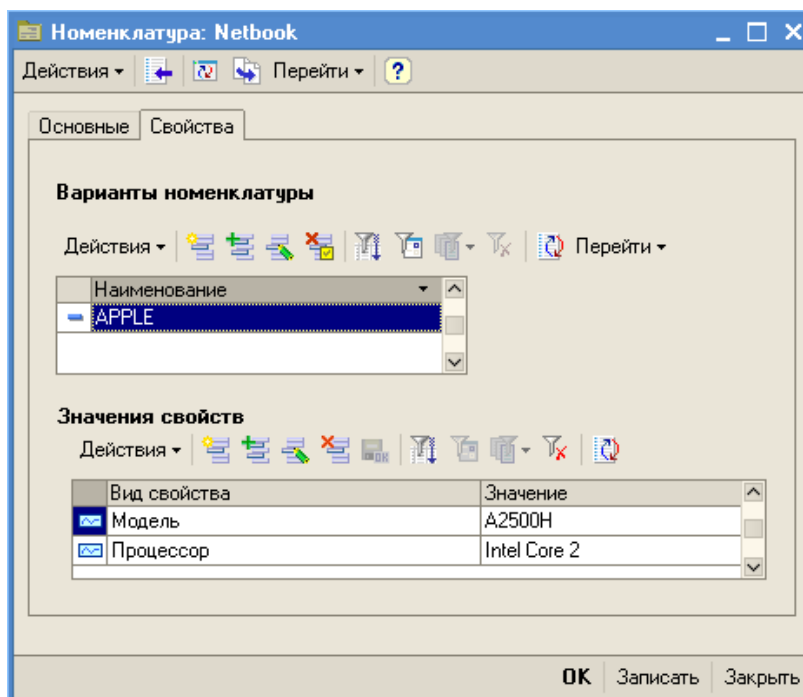 Номенклатура: Netbook
Действия Перейти ?
Основные Свойства
Варианты номенклатуры
Действия Перейти
Наименование
APPLE
Значения свойств
Действия
Вид свойства Значение
Модель A2500H
Процессор Intel Core 2
OK Записать Закрыть